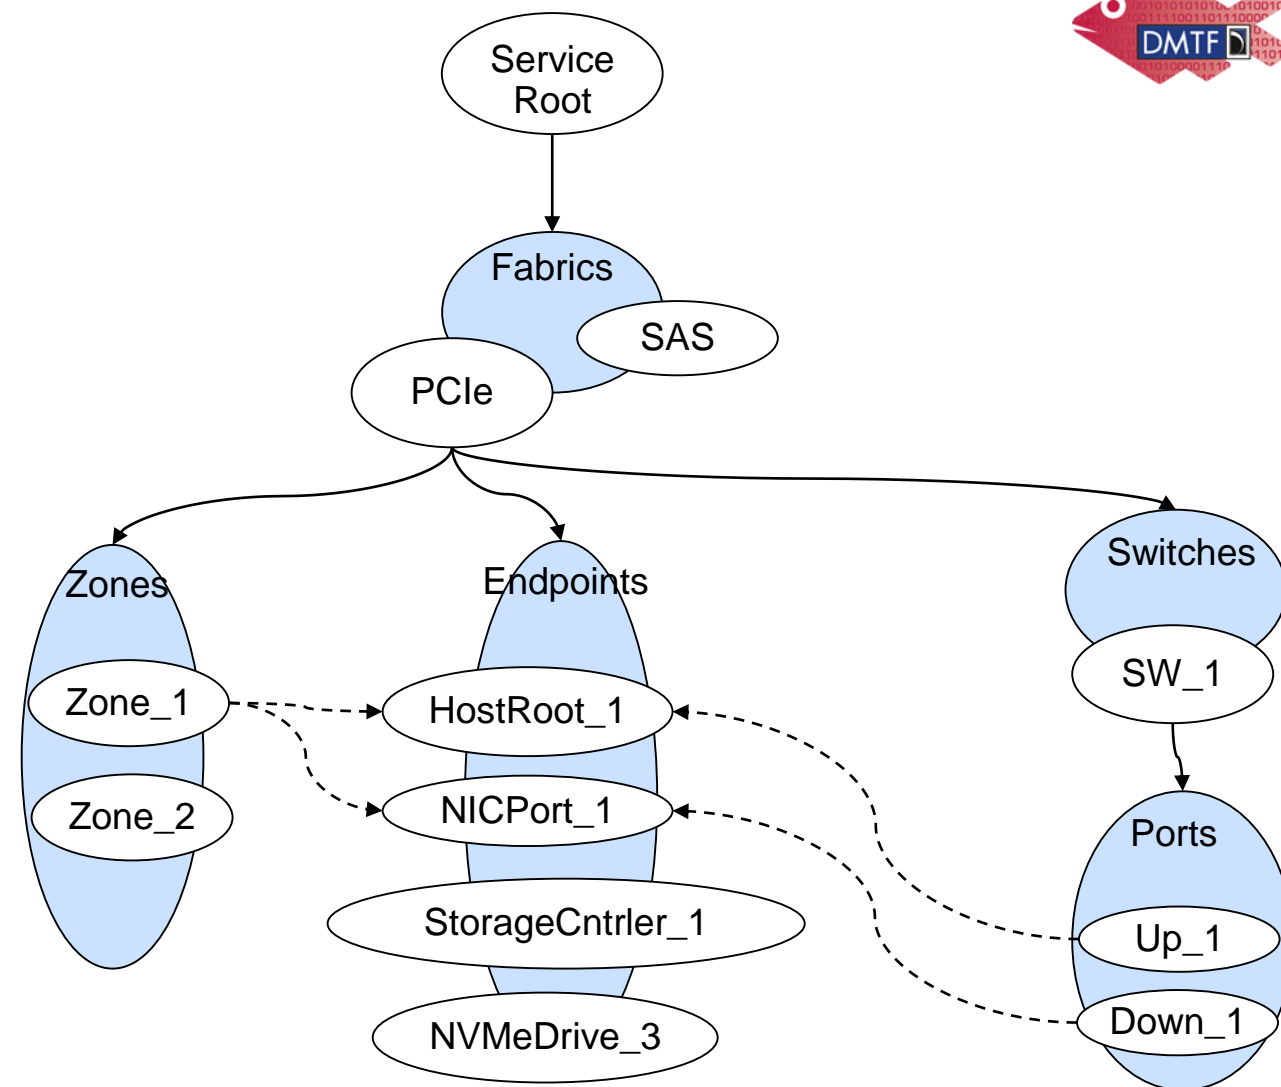 Service
Root
DMTF
Fabrics
SAS
PCIe
Zones
Endpoints
Switches
Zone_1
HostRoot_1
SW_1
Zone_2
NICPort_1
Ports
StorageCntrler_1
Up_1
NVMeDrive_3
Down_1